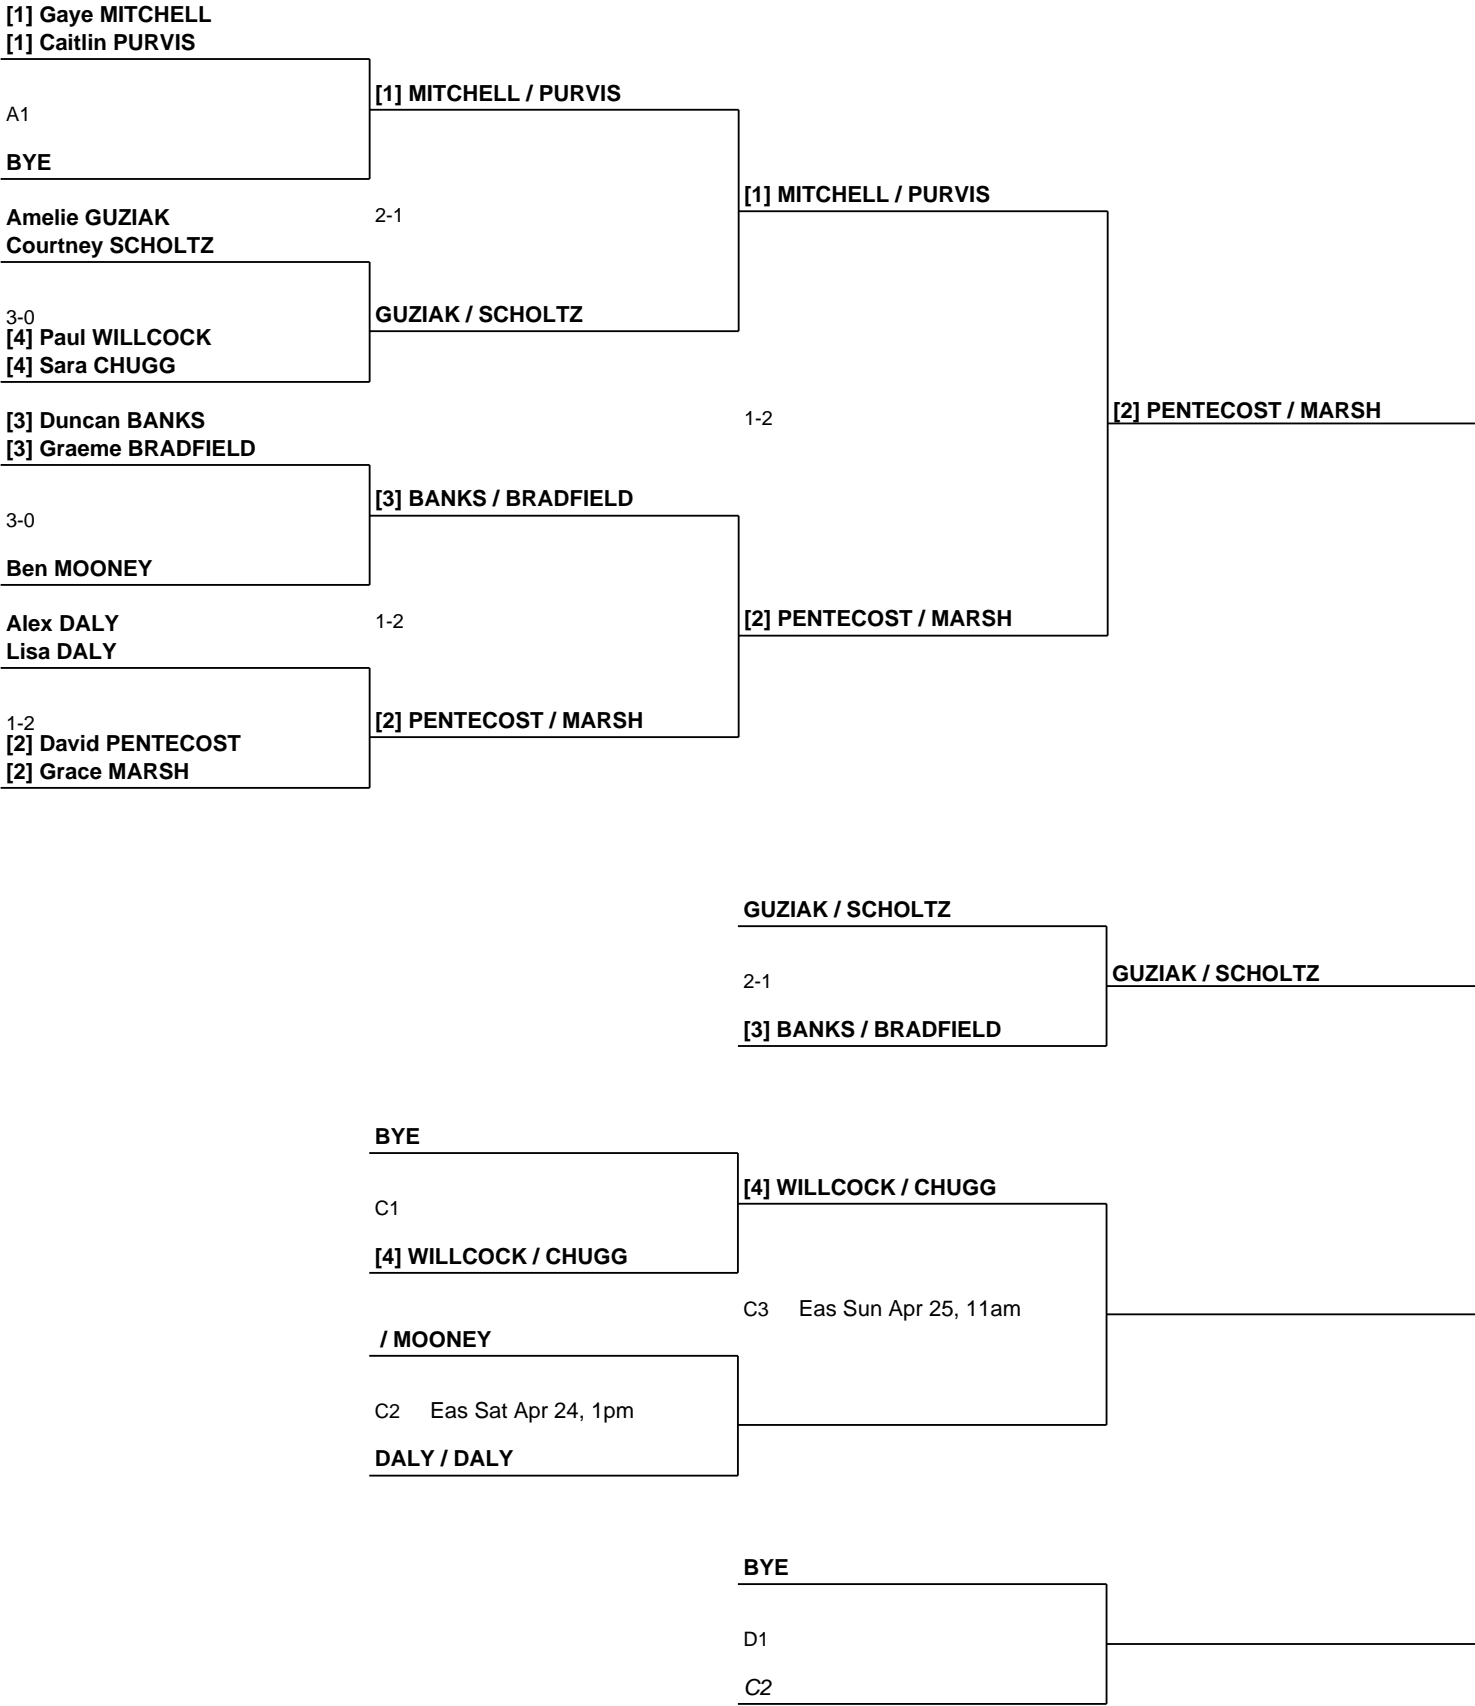 [1] Gaye MITCHELL
[1] Caitlin PURVIS
[1] MITCHELL / PURVIS
A1
BYE
[1] MITCHELL / PURVIS
Amelie GUZIAK
Courtney SCHOLTZ
2-1
3-0
GUZIAK / SCHOLTZ
[4] Paul WILLCOCK
[4] Sara CHUGG
[3] Duncan BANKS
[3] Graeme BRADFIELD
1-2
[2] PENTECOST / MARSH
[3] BANKS / BRADFIELD
3-0
Ben MOONEY
Alex DALY
Lisa DALY
1-2
[2] PENTECOST / MARSH
1-2
[2] PENTECOST / MARSH
[2] David PENTECOST
[2] Grace MARSH
GUZIAK / SCHOLTZ
2-1
GUZIAK / SCHOLTZ
[3] BANKS / BRADFIELD
BYE
[4] WILLCOCK / CHUGG
C1
[4] WILLCOCK / CHUGG
C3 Eas Sun Apr 25, 11am
/ MOONEY
C2 Eas Sat Apr 24, 1pm
DALY / DALY
BYE
D1
C2